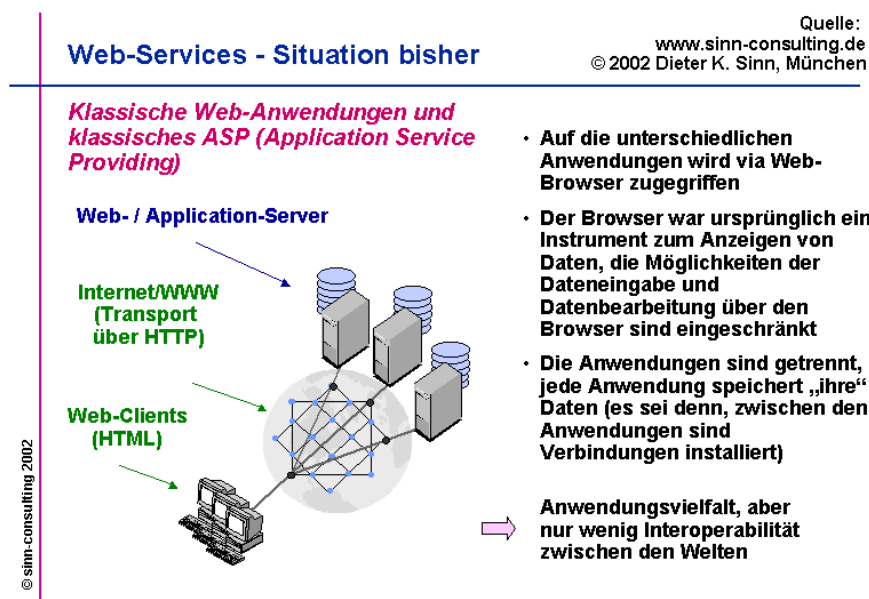 Web-Services - Situation bisher
Quelle:
www.sinn-consulting.de
© 2002 Dieter K. Sinn, München
Klassische Web-Anwendungen und
klassisches ASP (Application Service
Providing)
Web- / Application-Server
Internet/WWW
(Transport
über HTTP)
Web-Clients
(HTML)
• Auf die unterschiedlichen
Anwendungen wird via Web-
Browser zugegriffen
• Der Browser war ursprünglich ein
Instrument zum Anzeigen von
Daten, die Möglichkeiten der
Dateneingabe und
Datenbearbeitung über den
Browser sind eingeschränkt
• Die Anwendungen sind getrennt,
jede Anwendung speichert „ihre“
Daten (es sei denn, zwischen den
Anwendungen sind
Verbindungen installiert)
Anwendungsvielfalt, aber
nur wenig Interoperabilität
zwischen den Welten
© sinn-consulting 2002